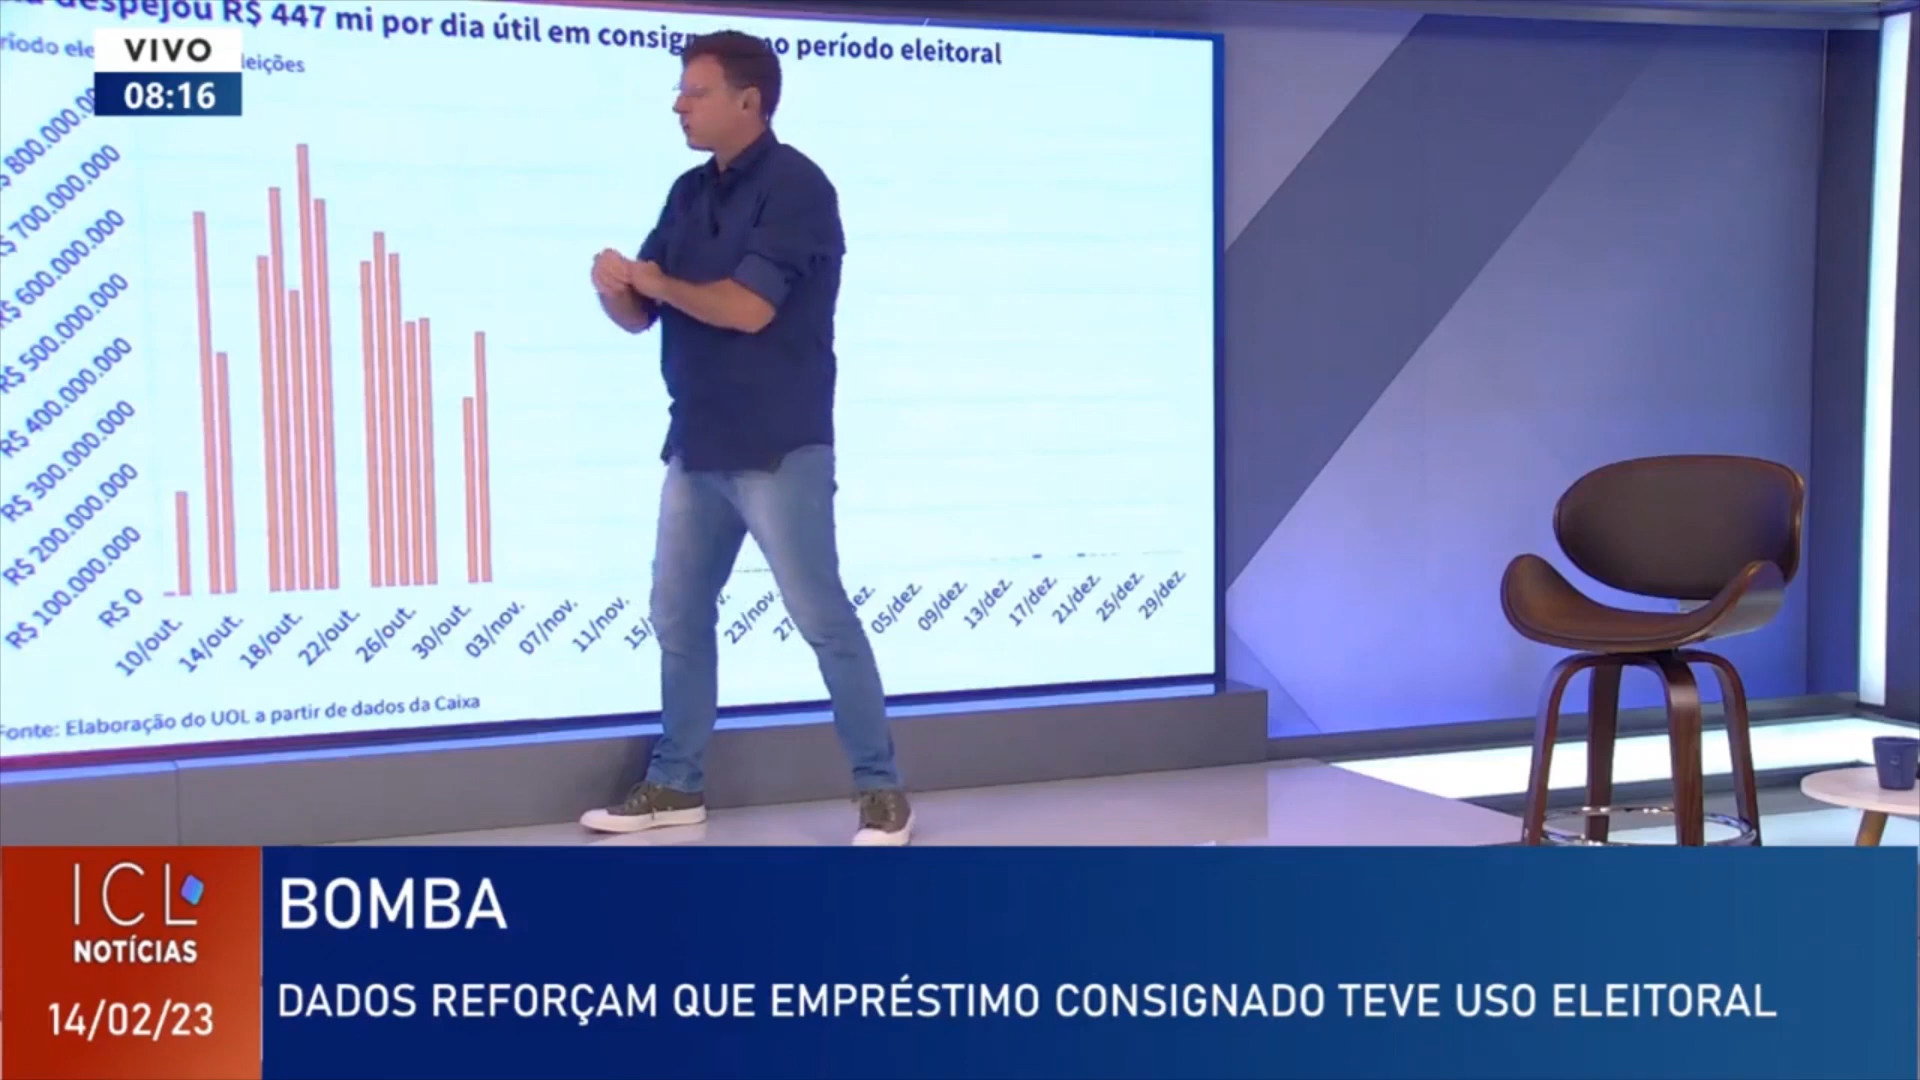 despejou R$ 447 mi por dia útil em no período eleitoral
VIVO
08:16
R$ 700.000.000
R$ 600.000.000
R$ 500.000.000
R$ 400.000.000
R$ 300.000.000
R$ 200.000.000
R$ 100.000.000
R$ 0
10/out. 14/out. 18/out. 22/out. 26/out. 30/out. 03/nov. 07/nov. 11/nov. 23/nov. 05/dez 09/dez. 13/dez 17/dez. 21/dez. 25/dez. 29/dez.
Fonte: Elaboração do UOL a partir de dados da Caixa
ICL
NOTÍCIAS
14/02/23
BOMBA
DADOS REFORÇAM QUE EMPRÉSTIMO CONSIGNADO TEVE USO ELEITORAL